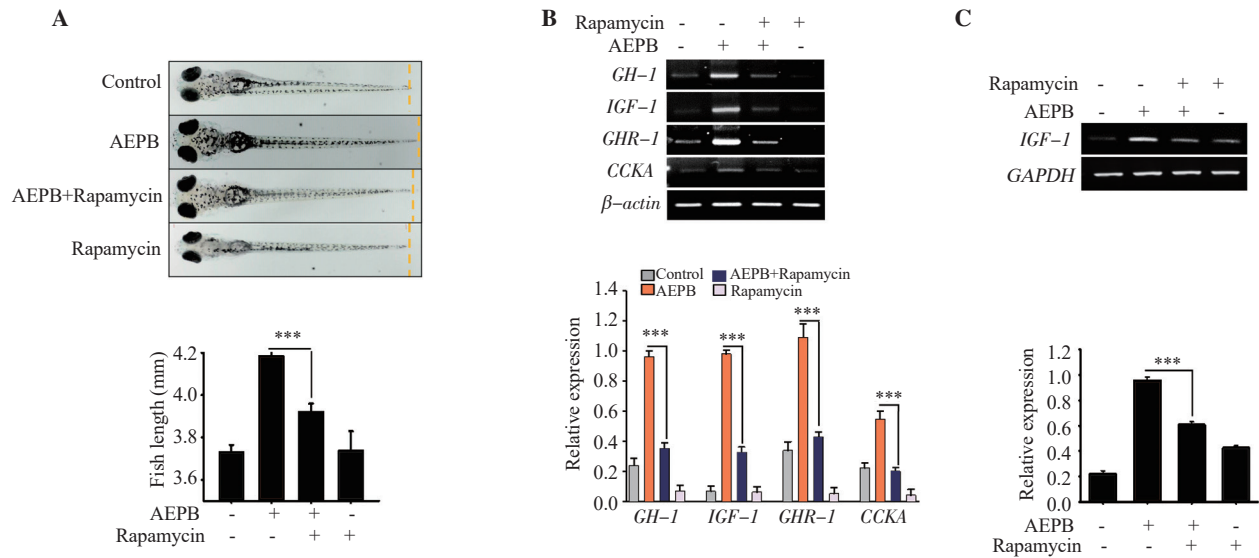 A
Control
AEPB
AEPB+Rapamycin
Rapamycin
***
4.2
4.0
3.8
3.6
Fish length (mm)
AEPB - + + -
Rapamycin - - + +
B
Rapamycin - - + +
AEPB - + + -
GH-1
IGF-1
GHR-1
CCKA
β-actin
Control AEPB+Rapamycin
AEPB Rapamycin
1.4
1.2
1.0
0.8
0.6
0.4
0.2
0.0
Relative expression
*** *** *** ***
GH-1 IGF-1 GHR-1 CCKA
C
Rapamycin - - + +
AEPB - + + -
IGF-1
GAPDH
***
1.2
1.0
0.8
0.6
0.4
0.2
0.0
Relative expression
AEPB - + + -
Rapamycin - - + +